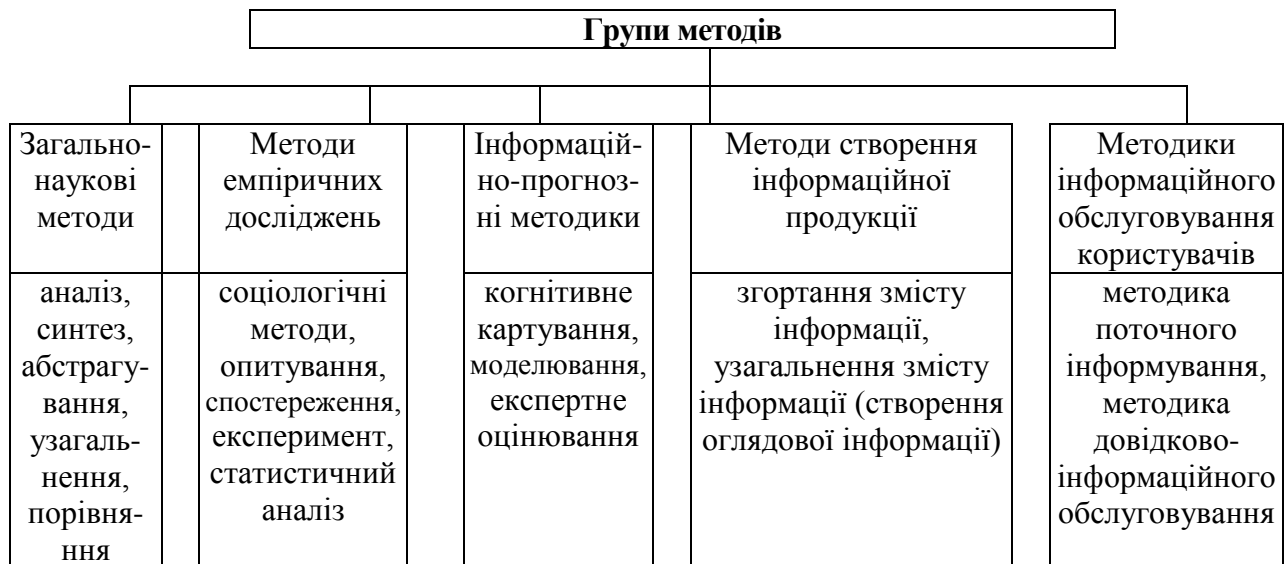 Групи методів
Загально-
наукові
методи
Методи
емпіричних
досліджень
Інформацій-
но-прогноз-
ні методики
Методи створення
інформаційної
продукції
Методики
інформаційного
обслуговування
користувачів
аналіз,
синтез,
абстрагу-
вання,
узагаль-
нення,
порівня-
ння
соціологічні
методи,
опитування,
спостереження,
експеримент,
статистичний
аналіз
когнітивне
картування,
моделювання,
експертне
оцінювання
згортання змісту
інформації,
узагальнення змісту
інформації (створення
оглядової інформації)
методика
поточного
інформування,
методика
довідково-
інформаційного
обслуговування